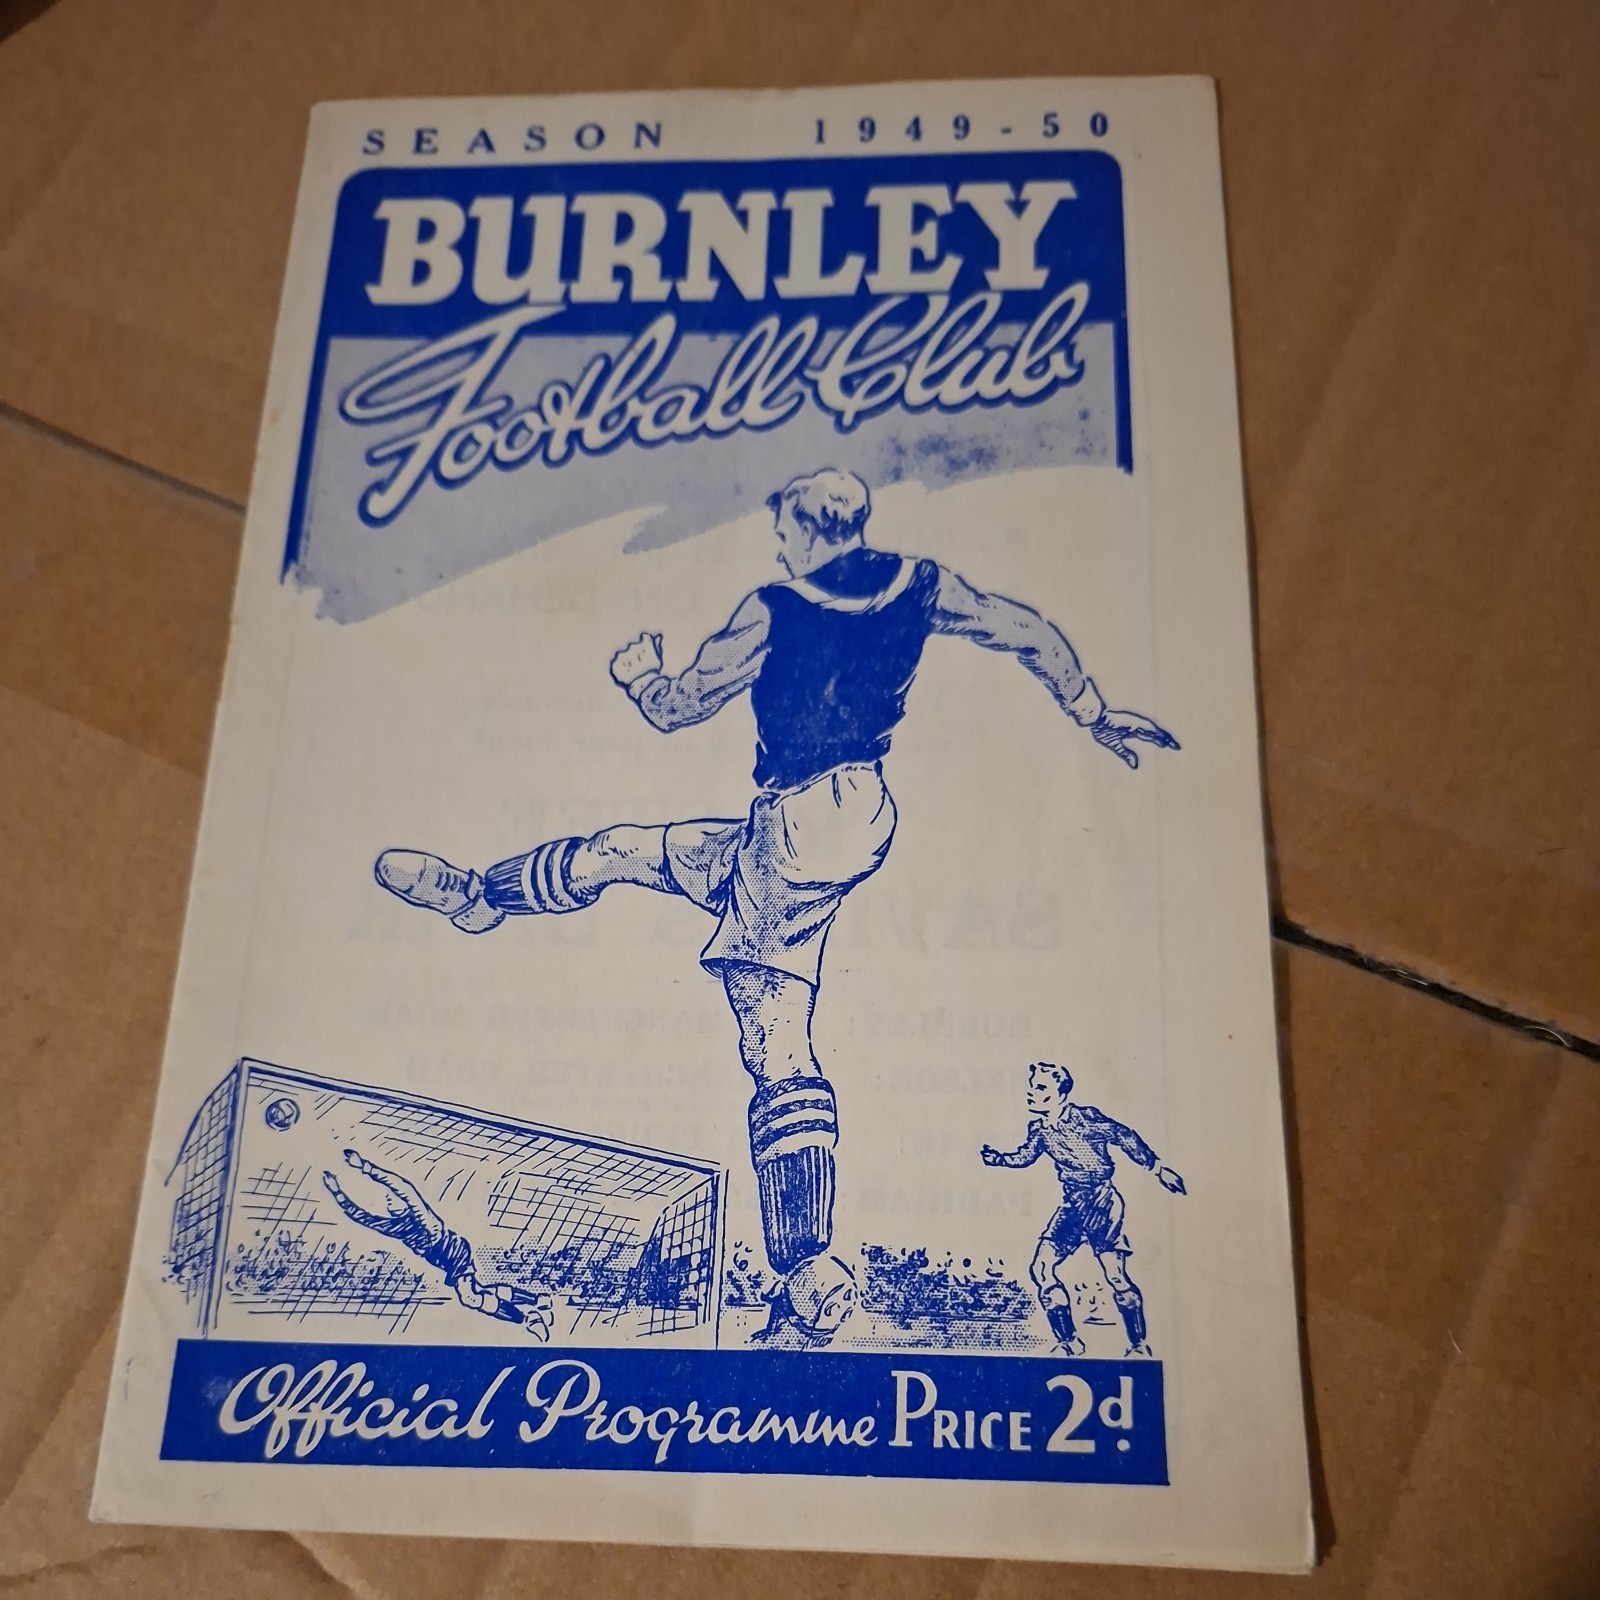 SEASON 1949-50
BURNLEY
Football Club
Official Programme PRICE 2d.